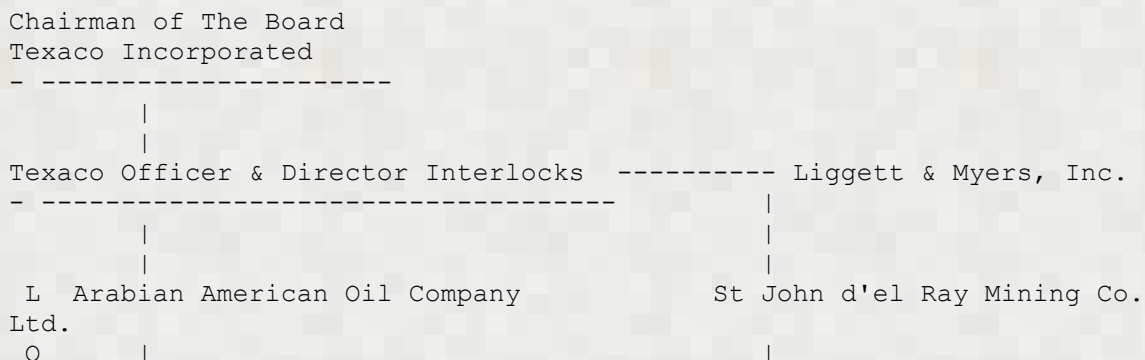 Chairman of The Board
Texaco Incorporated
- ----------------------
|
|
Texaco Officer & Director Interlocks ---------- Liggett & Myers, Inc.
- ------------------------------------ |
| |
| |
L Arabian American Oil Company St John d'el Ray Mining Co.
Ltd.
O | |